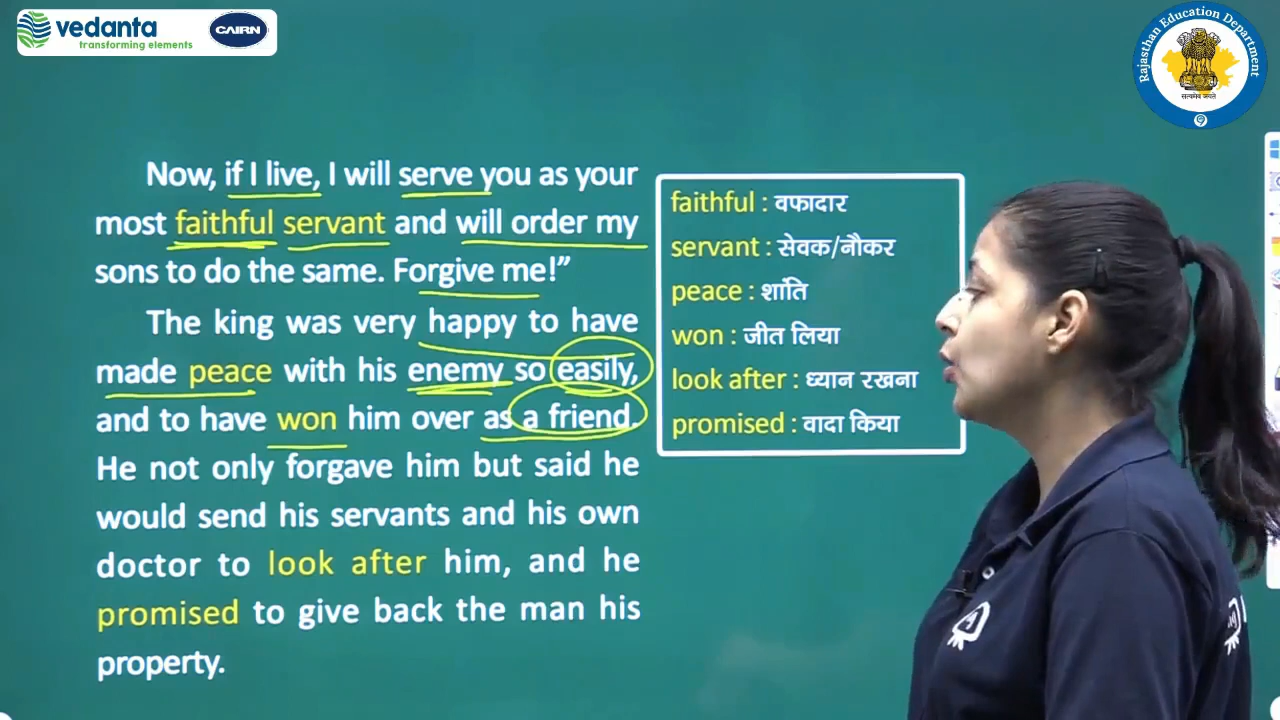 vedanta
transforming elements
CAIRN
Rajasthan Education Department
सत्यमेव जयते
Now, if I live, I will serve you as your
most faithful servant and will order my
sons to do the same. Forgive me!”
The king was very happy to have
made peace with his enemy so easily,
and to have won him over as a friend.
He not only forgave him but said he
would send his servants and his own
doctor to look after him, and he
promised to give back the man his
property.
faithful : वफादार
servant : सेवक/नौकर
peace : शांति
won : जीत लिया
look after : ध्यान रखना
promised : वादा किया